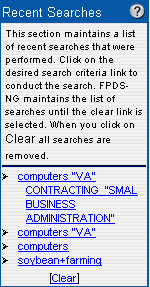 Recent Searches ?
This section maintains a list
of recent searches that were
performed. Click on the
desired search criteria link to
conduct the search. FPDS-
NG maintains the list of
searches until the clear link is
selected. When you click on
Clear all searches are
removed.
computers "VA"
CONTRACTING "SMAL
BUSINESS
ADMINISTRATION"
computers "VA"
computers
soybean+farming
[Clear]